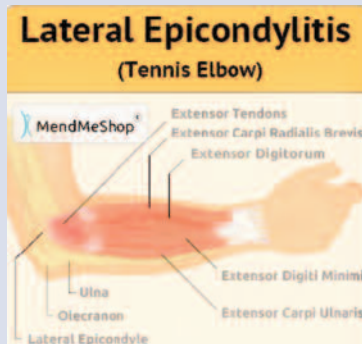 Lateral Epicondylitis
(Tennis Elbow)
MendMeShop
Extensor Tendons
Extensor Carpi Radialis Brevis
Extensor Digitorum
Extensor Digiti Minimi
Ulna
Olecranon
Extensor Carpi Ulnaris
Lateral Epicondyle